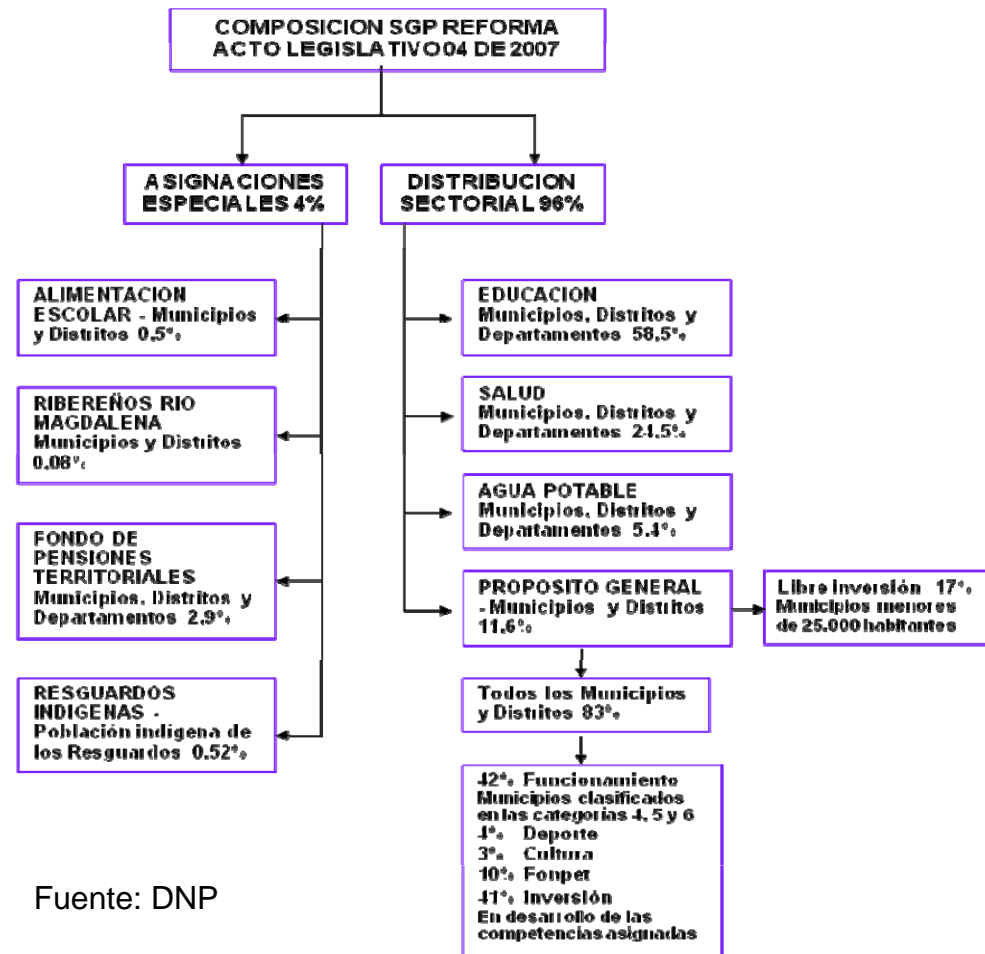 COMPOSICION SGP REFORMA
ACTO LEGISLATIVO 04 DE 2007
ASIGNACIONES
ESPECIALES 4%
DISTRIBUCION
SECTORIAL 96%
ALIMENTACION
ESCOLAR - Municipios
y Distritos 0.5%
RIBEREÑOS RIO
MAGDALENA
Municipios y Distritos
0.08%
FONDO DE
PENSIONES
TERRITORIALES
Municipios, Distritos y
Departamentos 2.9%
RESGUARDOS
INDIGENAS -
Población indígena de
los Resguardos 0.52%
EDUCACION
Municipios, Distritos y
Departamentos 58.5%
SALUD
Municipios, Distritos y
Departamentos 24.5%
AGUA POTABLE
Municipios, Distritos y
Departamentos 5.4%
PROPOSITO GENERAL
- Municipios y Distritos
11.6%
Libre Inversión 17%
Municipios menores
de 25.000 habitantes
Todos los Municipios
y Distritos 83%
42% Funcionamiento
Municipios clasificados
en las categorías 4, 5 y 6
4% Deporte
3% Cultura
10% Fonpet
41% Inversión
En desarrollo de las
competencias asignadas
Fuente: DNP